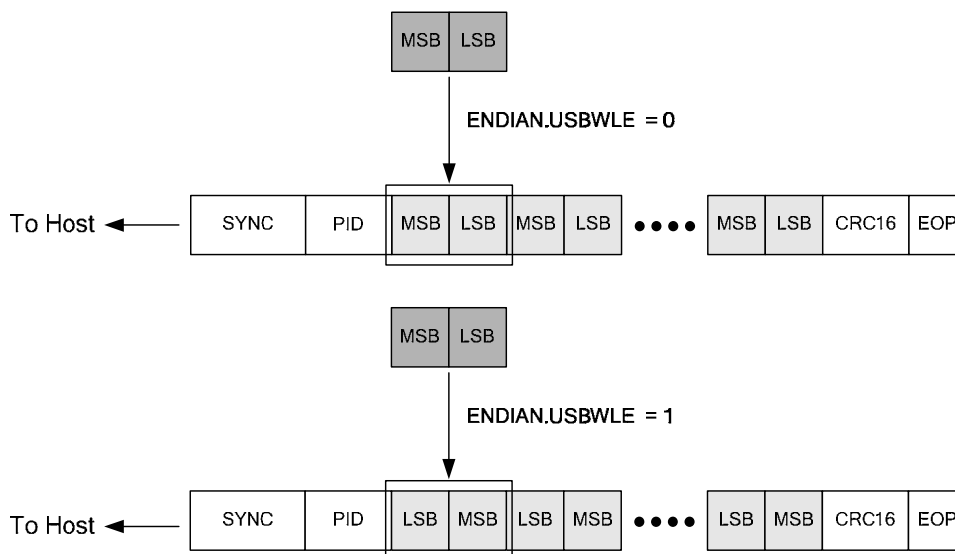 MSB LSB
ENDIAN.USBWLE = 0
To Host SYNC PID MSB LSB MSB LSB MSB LSB CRC16 EOP
MSB LSB
ENDIAN.USBWLE = 1
To Host SYNC PID LSB MSB LSB MSB LSB MSB CRC16 EOP